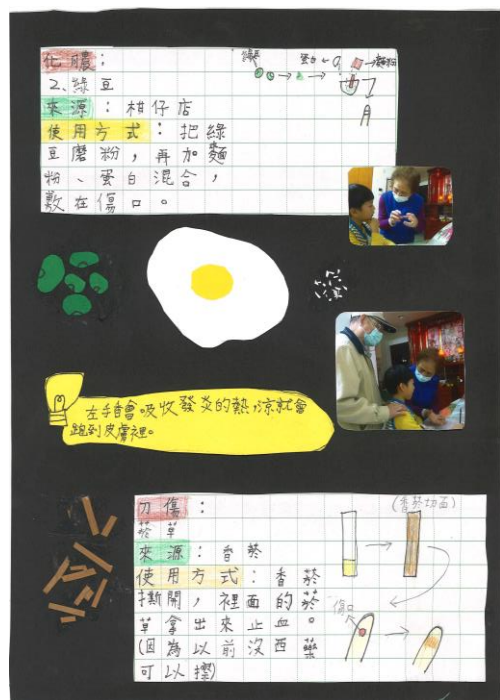 化膿：
2、綠豆
來源：柑仔店
使用方式：把綠
豆磨粉，再加麵
粉、蛋白混合，
敷在傷口。
綠豆
蛋白
麵粉
左手香會吸收發炎的熱，涼就會
跑到皮膚裡。
刀傷：
菸草
來源：香菸
使用方式：香菸
撕開，裡面的菸
草拿出來止血。
(因為以前沒西藥
可以擦)
(香菸切面)
傷口